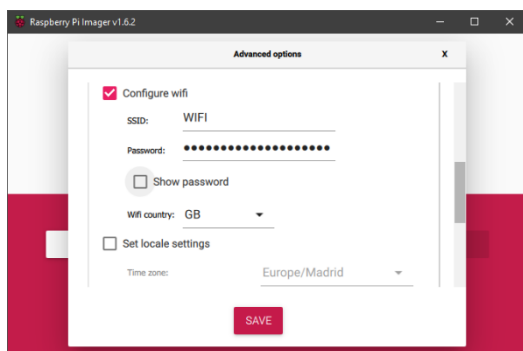 Raspberry Pi Imager v1.6.2
Advanced options
X
Configure wifi
SSID: WIFI
Password: ••••••••••••••••••••
Show password
Wifi country: GB
Set locale settings
Time zone: Europe/Madrid
SAVE